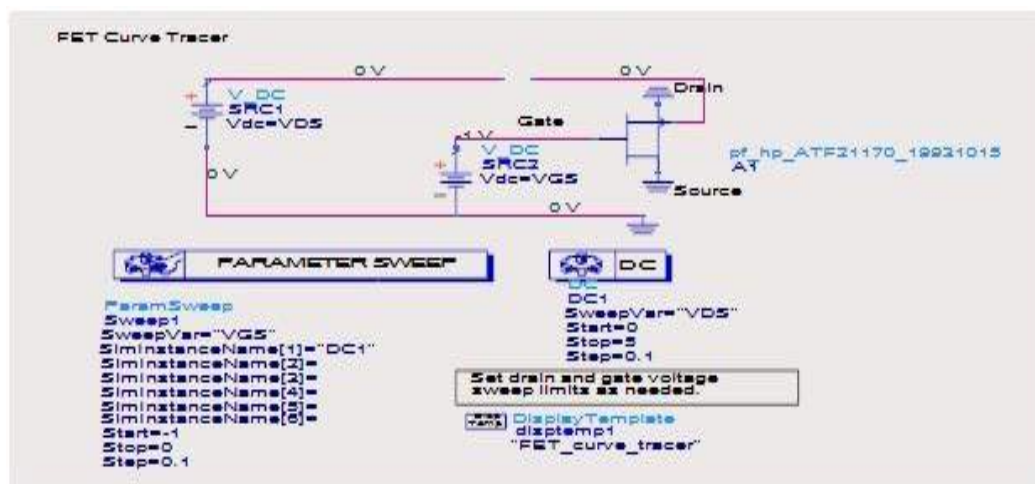 FET Curve Tracer
0 V
0 V
Drain
V_DC
SRC1
Vdc=VDS
Gate
-1 V
V_DC
SRC2
Vdc=VGS
pf_hp_ATF21170_19921015
A1
0 V
Source
0 V
PARAMETER SWEEP
DC
ParamSweep
Sweep1
SweepVar="VGS"
SimInstanceName[1]="DC1"
SimInstanceName[2]=
SimInstanceName[3]=
SimInstanceName[4]=
SimInstanceName[5]=
SimInstanceName[6]=
Start=-1
Stop=0
Step=0.1
DC
DC1
SweepVar="VDS"
Start=0
Stop=5
Step=0.1
Set drain and gate voltage
sweep limits as needed.
DisplayTemplate
disptemp1
"FET_curve_tracer"